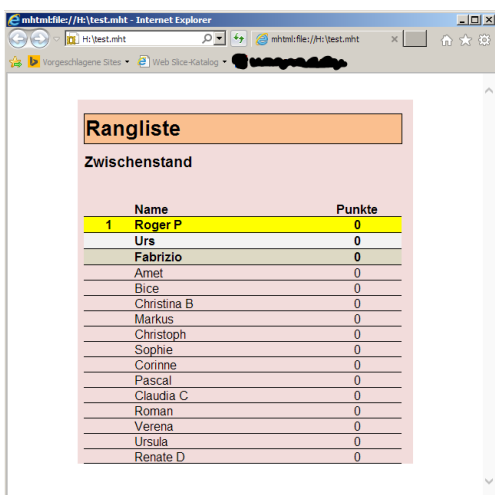 mhtml:file://H:\test.mht - Internet Explorer
H:\test.mht mhtml:file://H:\test.mht
Vorgeschlagene Sites Web Slice-Katalog
Rangliste
Zwischenstand
Name Punkte
1 Roger P 0
Urs 0
Fabrizio 0
Amet 0
Bice 0
Christina B 0
Markus 0
Christoph 0
Sophie 0
Corinne 0
Pascal 0
Claudia C 0
Roman 0
Verena 0
Ursula 0
Renate D 0